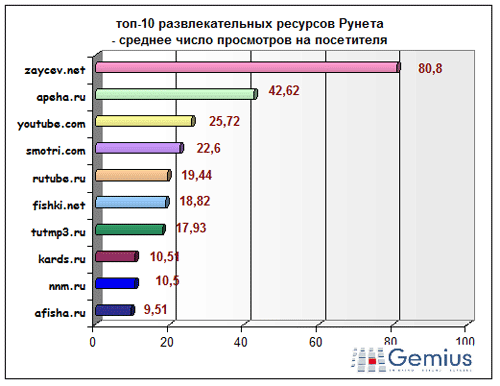 топ-10 развлекательных ресурсов Рунета
- среднее число просмотров на посетителя
zaycev.net 80,8
apeha.ru 42,62
youtube.com 25,72
smotri.com 22,6
rutube.ru 19,44
fishki.net 18,82
tutmp3.ru 17,93
kards.ru 10,51
nnm.ru 10,5
afisha.ru 9,51
0 20 40 60 80 100
Gemius